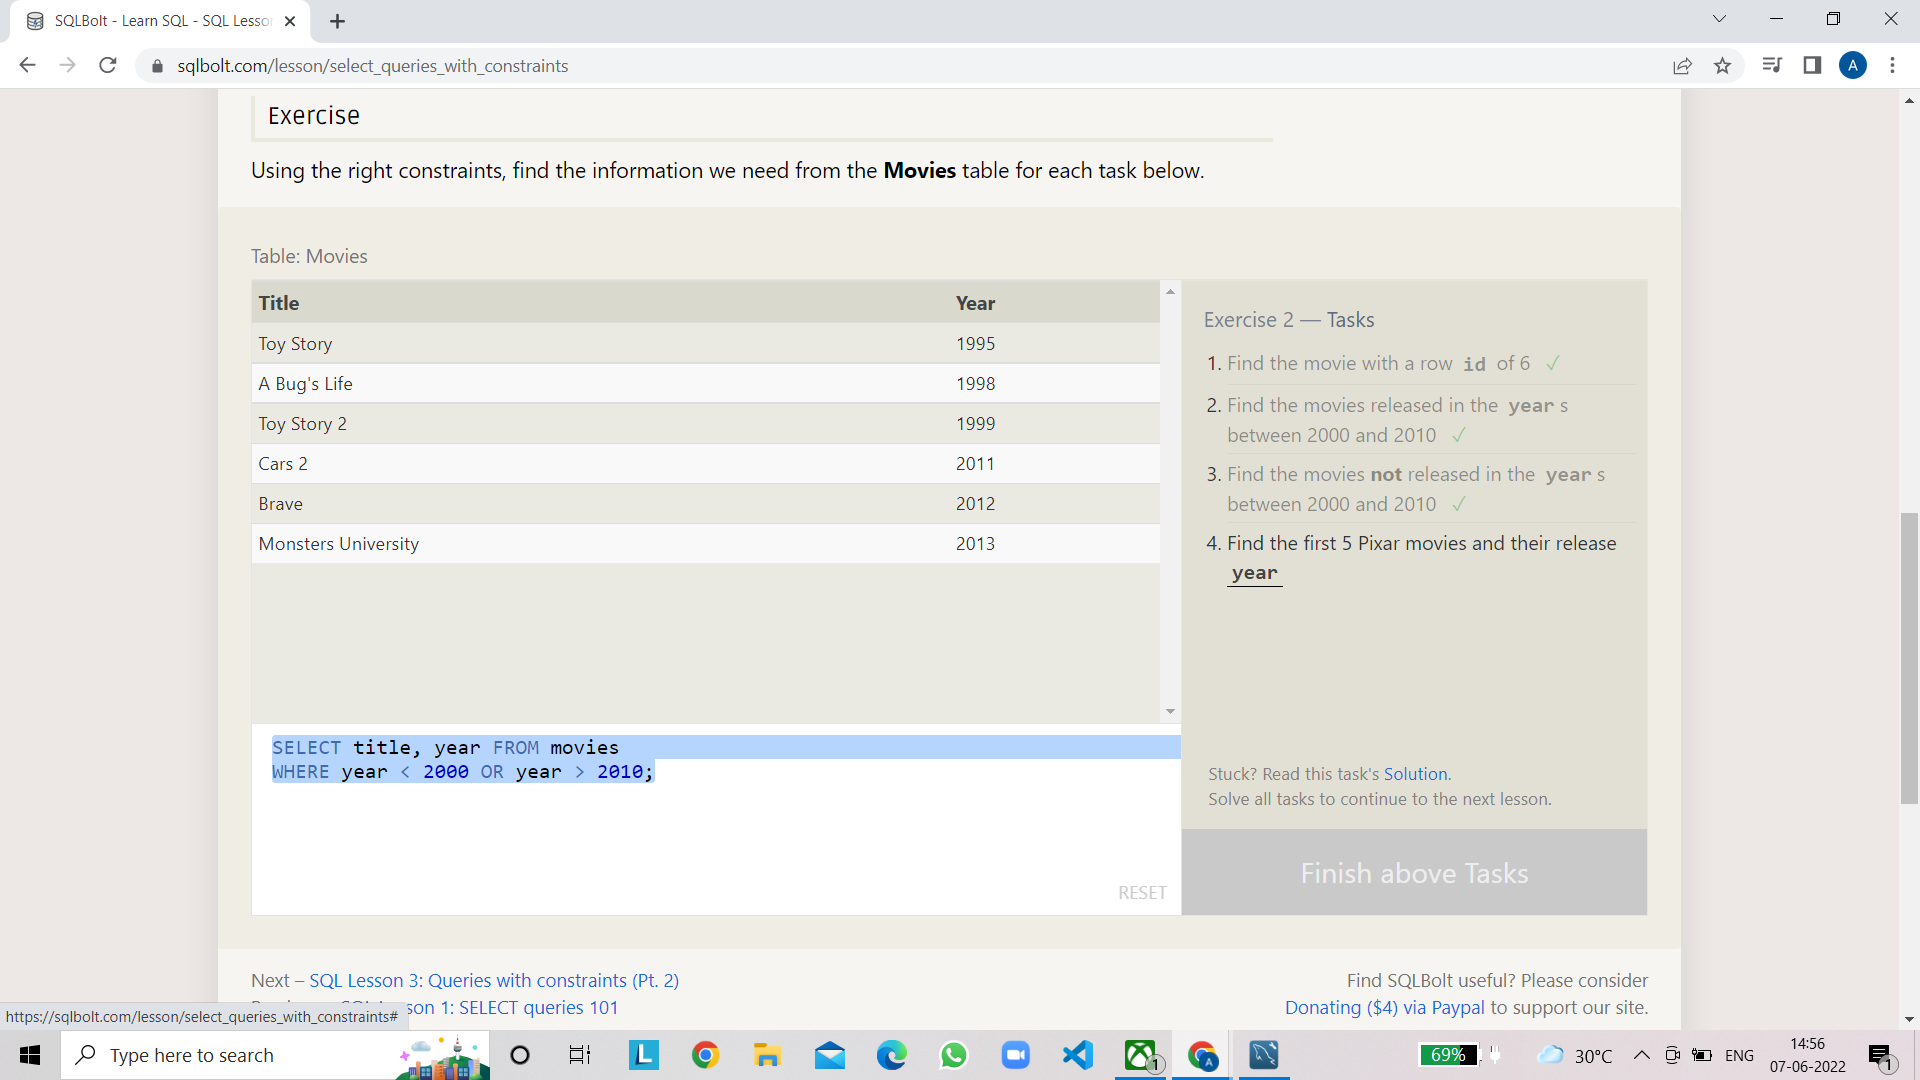 SQLBolt - Learn SQL - SQL Lesso
sqlbolt.com/lesson/select_queries_with_constraints
A
Exercise
Using the right constraints, find the information we need from the Movies table for each task below.
Table: Movies
Title Year
Toy Story 1995
A Bug's Life 1998
Toy Story 2 1999
Cars 2 2011
Brave 2012
Monsters University 2013
SELECT title, year FROM movies
WHERE year < 2000 OR year > 2010;
RESET
Exercise 2 — Tasks
1. Find the movie with a row id of 6 ✓
2. Find the movies released in the year s
between 2000 and 2010 ✓
3. Find the movies not released in the year s
between 2000 and 2010 ✓
4. Find the first 5 Pixar movies and their release
year
Stuck? Read this task's Solution.
Solve all tasks to continue to the next lesson.
Finish above Tasks
Next – SQL Lesson 3: Queries with constraints (Pt. 2)
son 1: SELECT queries 101
Find SQLBolt useful? Please consider
Donating ($4) via Paypal to support our site.
https://sqlbolt.com/lesson/select_queries_with_constraints#
Type here to search
L
1
A
69%
30°C
ENG
14:56
07-06-2022
1